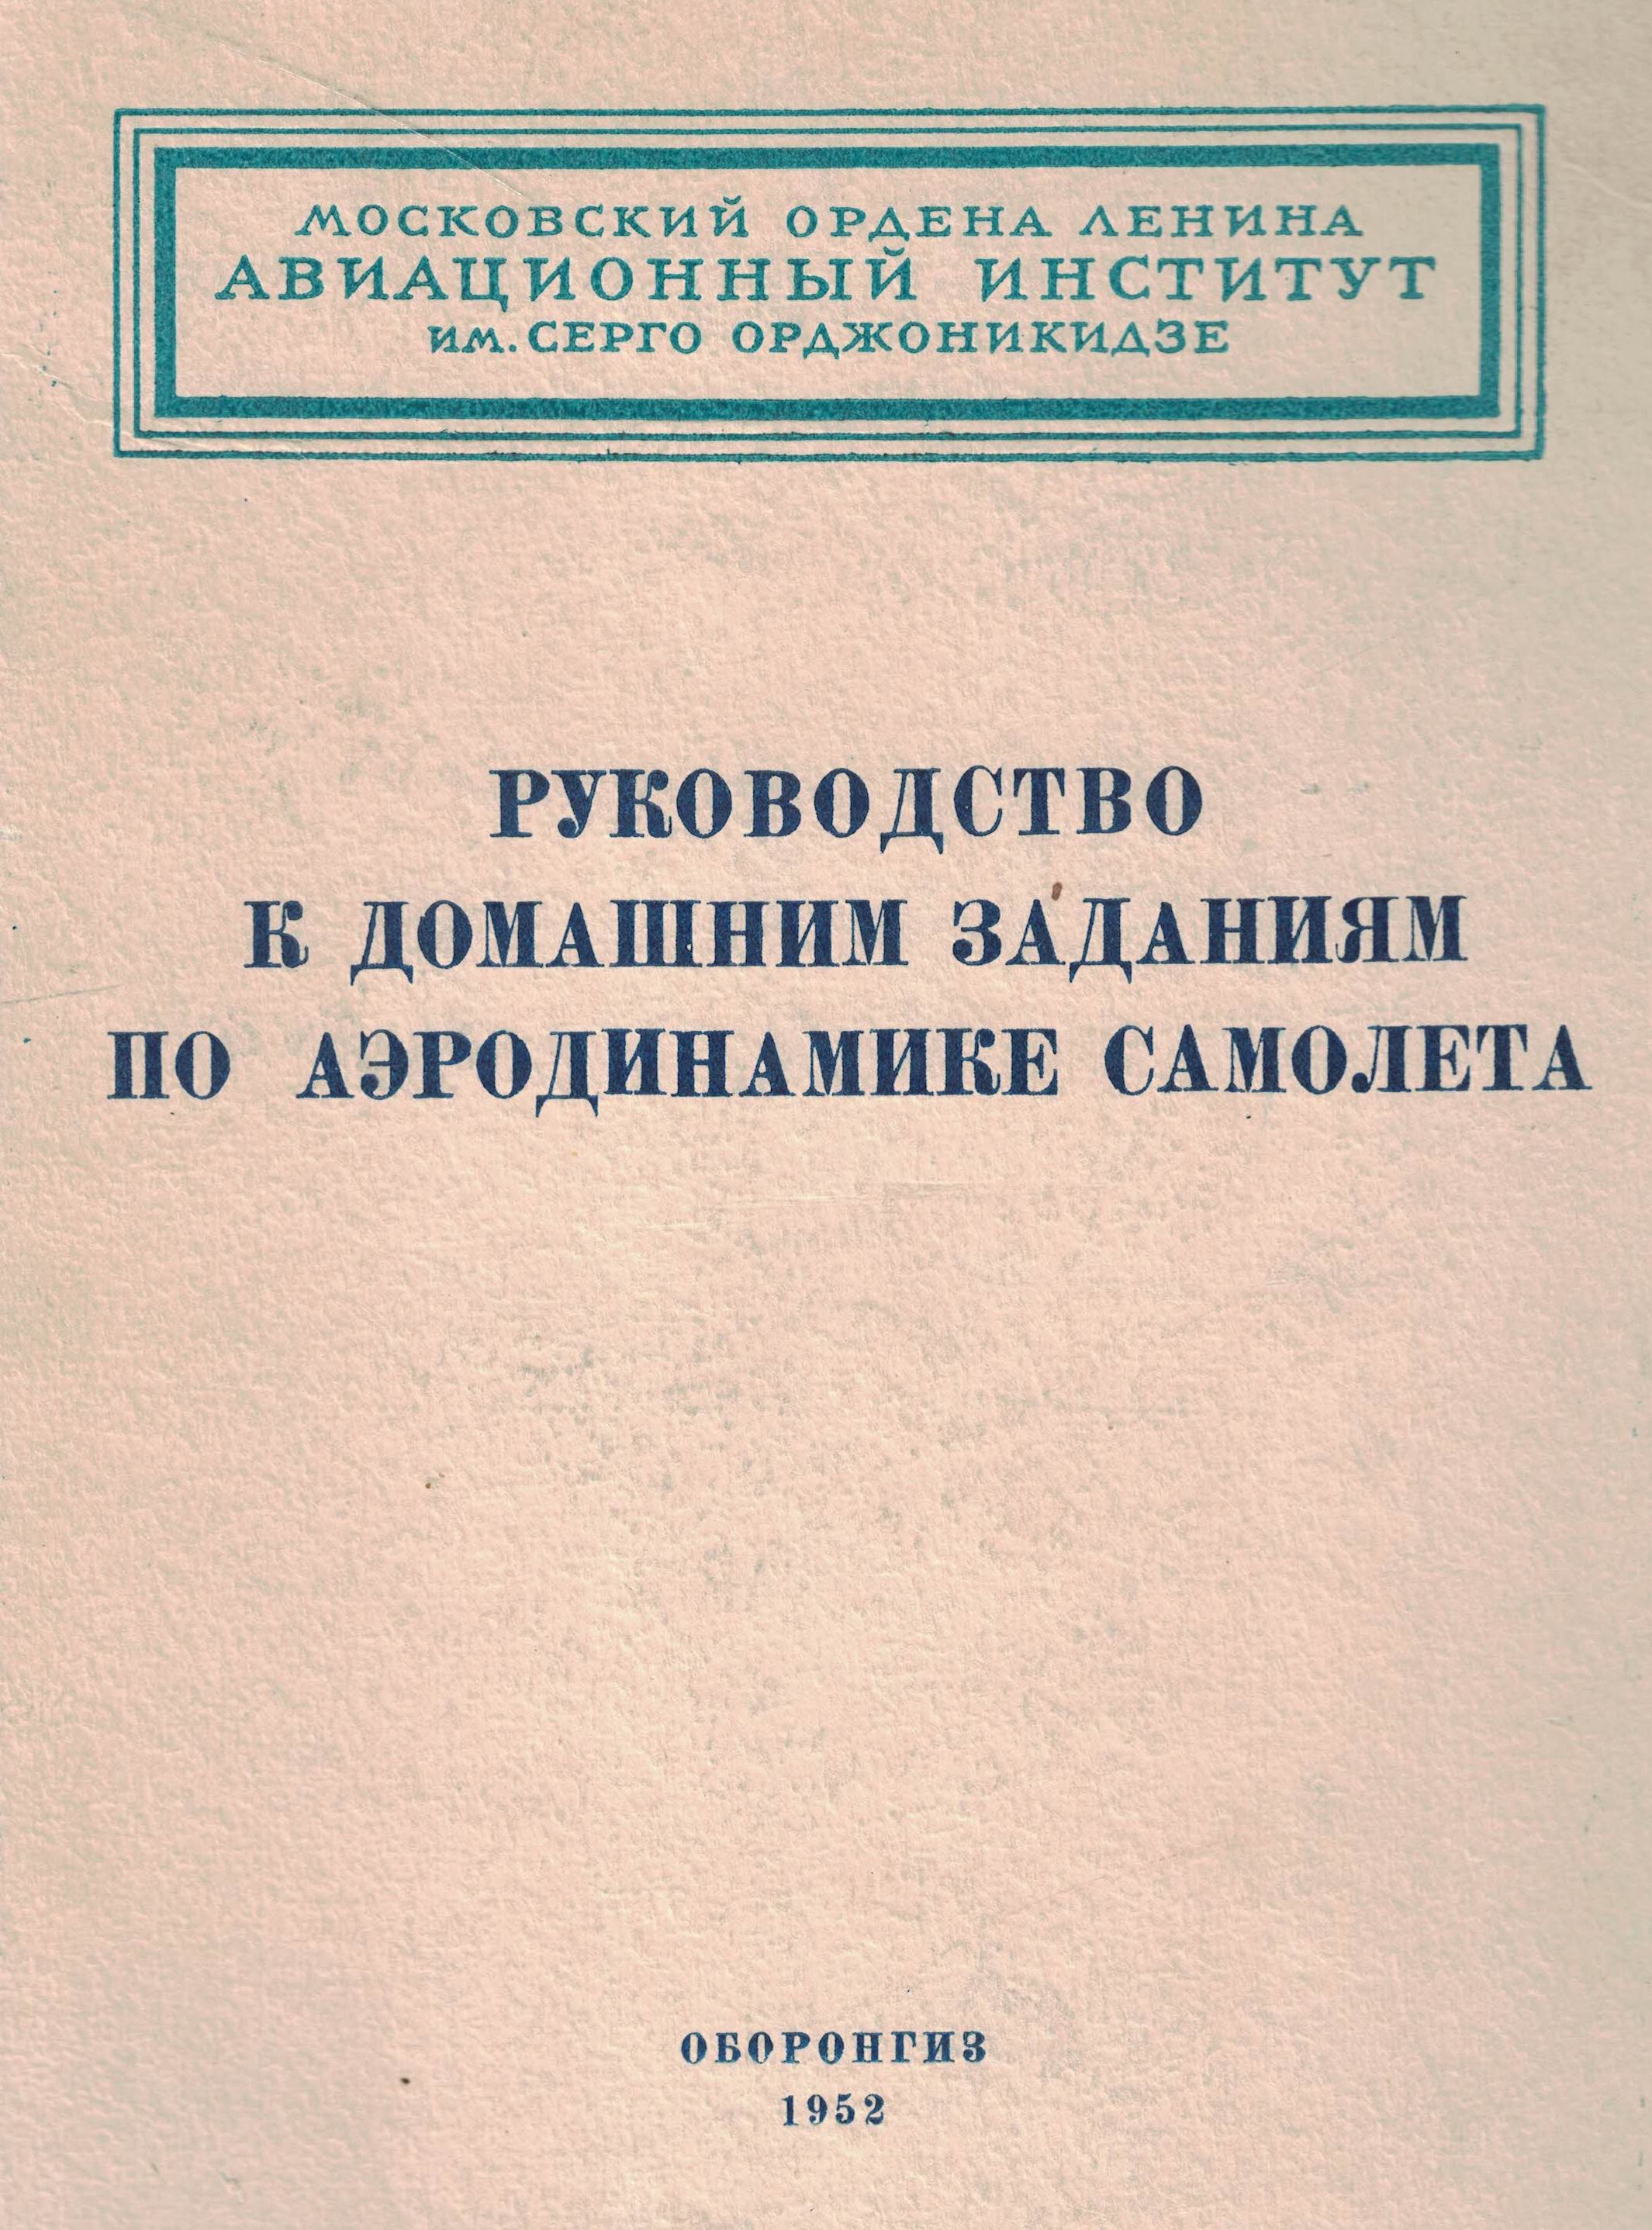 МОСКОВСКИЙ ОРДЕНА ЛЕНИНА
АВИАЦИОННЫЙ ИНСТИТУТ
ИМ. СЕРГО ОРДЖОНИКИДЗЕ
РУКОВОДСТВО
К ДОМАШНИМ ЗАДАНИЯМ
ПО АЭРОДИНАМИКЕ САМОЛЕТА
ОБОРОНГИЗ
1952